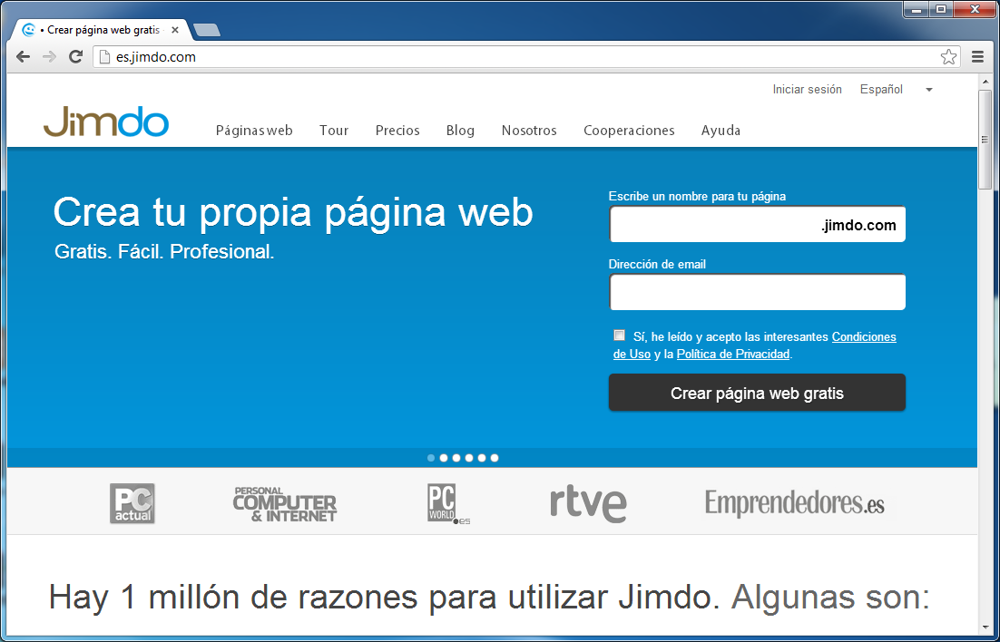 • Crear página web gratis
es.jimdo.com
Iniciar sesión Español
Jimdo
Páginas web Tour Precios Blog Nosotros Cooperaciones Ayuda
Crea tu propia página web
Gratis. Fácil. Profesional.
Escribe un nombre para tu página
.jimdo.com
Dirección de email
Sí, he leído y acepto las interesantes Condiciones
de Uso y la Política de Privacidad.
Crear página web gratis
PC
actual
PERSONAL
COMPUTER
& INTERNET
PC
WORLD
.es
rtve
Emprendedores.es
Hay 1 millón de razones para utilizar Jimdo. Algunas son: